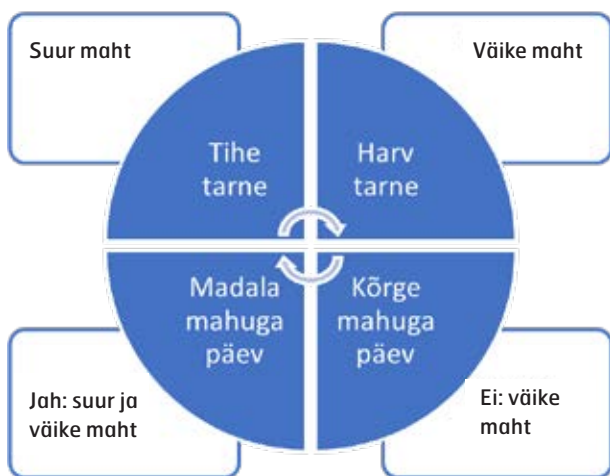 Suur maht
Väike maht
Tihe
tarne
Harv
tarne
Madala
mahuga
päev
Kõrge
mahuga
päev
Jah: suur ja
väike maht
Ei: väike
maht